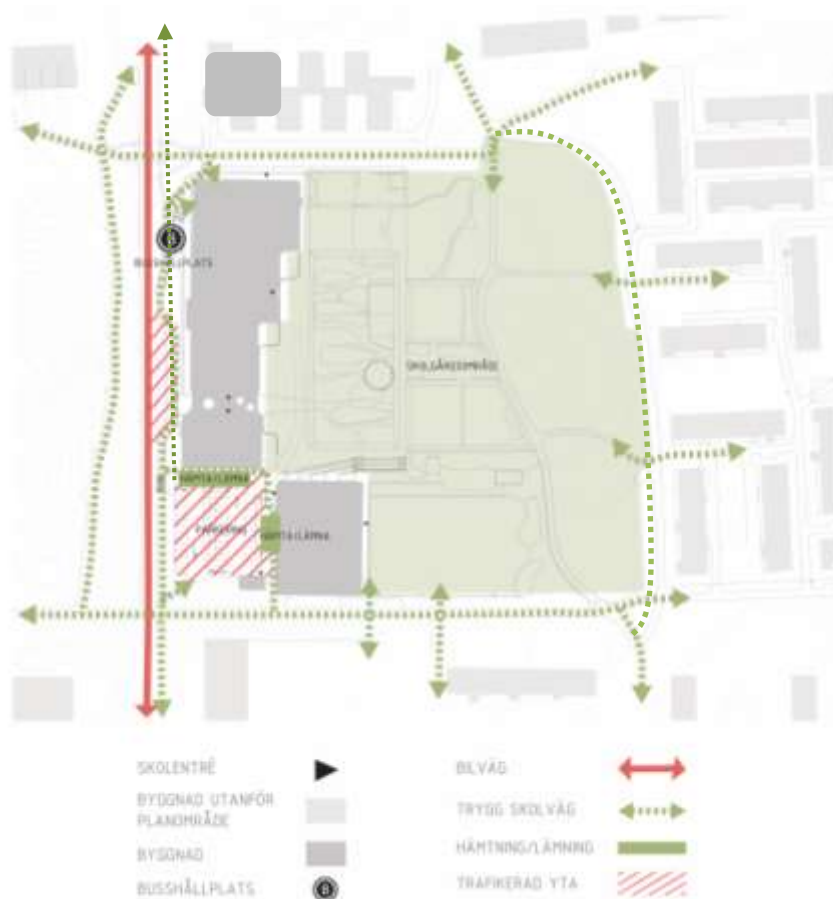 B
BUSSHÅLLPLATS
SKOLGÅRDSOMRÅDE
HÄMTA/LÄMNA
PARKERING
HÄMTA/LÄMNA
SKOLENTRÉ
BILVÄG
BYGGNAD UTANFÖR
PLANOMRÅDE
TRYGG SKOLVÄG
BYGGNAD
HÄMTNING/LÄMNING
BUSSHÅLLPLATS
B
TRAFIKERAD YTA